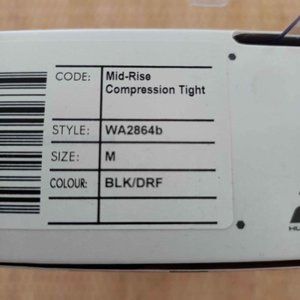 CODE: Mid-Rise
Compression Tight
STYLE: WA2864b
SIZE: M
COLOUR: BLK/DRF